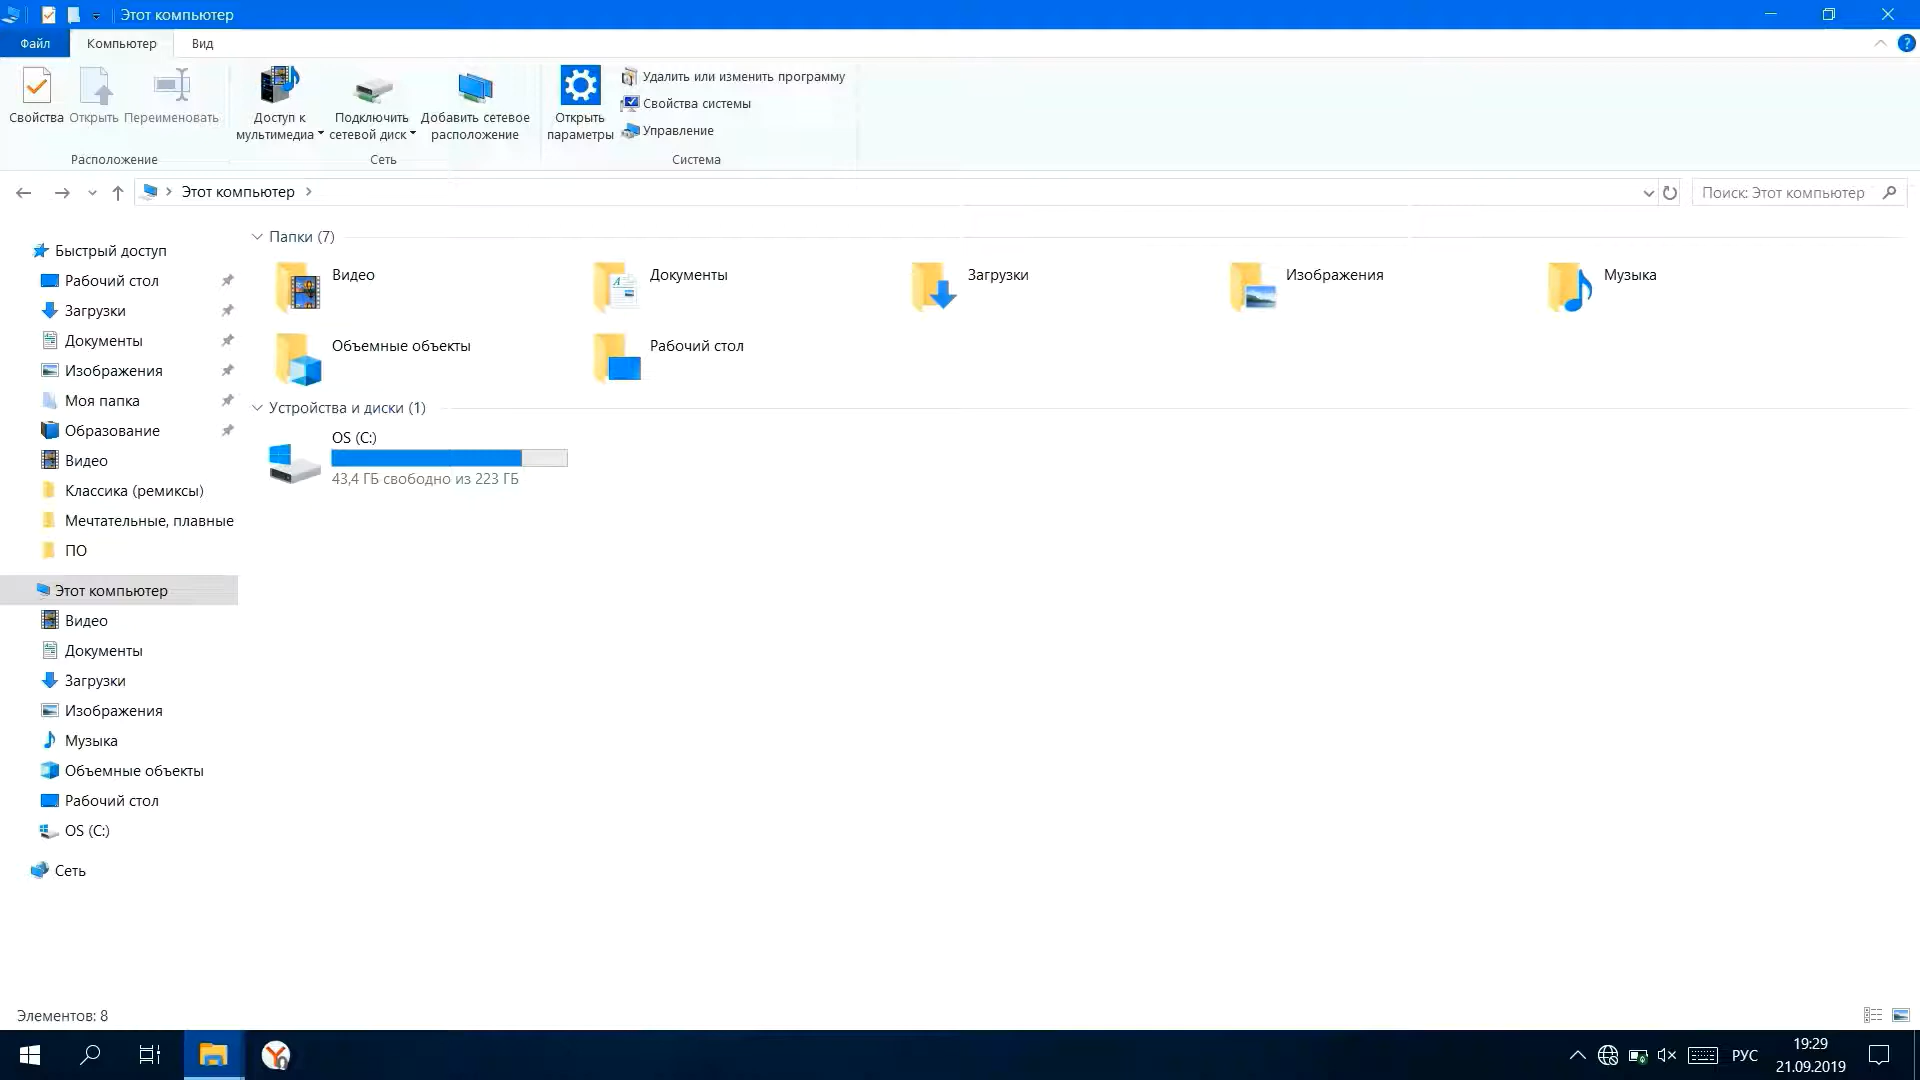 Этот компьютер
Файл
Компьютер
Вид
Свойства
Открыть
Переименовать
Доступ к
мультимедиа
Подключить
сетевой диск
Добавить сетевое
расположение
Открыть
параметры
Удалить или изменить программу
Свойства системы
Управление
Расположение
Сеть
Система
Этот компьютер
Поиск: Этот компьютер
Быстрый доступ
Рабочий стол
Загрузки
Документы
Изображения
Моя папка
Образование
Видео
Классика (ремиксы)
Мечтательные, плавные
ПО
Этот компьютер
Видео
Документы
Загрузки
Изображения
Музыка
Объемные объекты
Рабочий стол
OS (C:)
Сеть
Папки (7)
Видео
Документы
Загрузки
Изображения
Музыка
Объемные объекты
Рабочий стол
Устройства и диски (1)
OS (C:)
43,4 ГБ свободно из 223 ГБ
Элементов: 8
РУС
19:29
21.09.2019